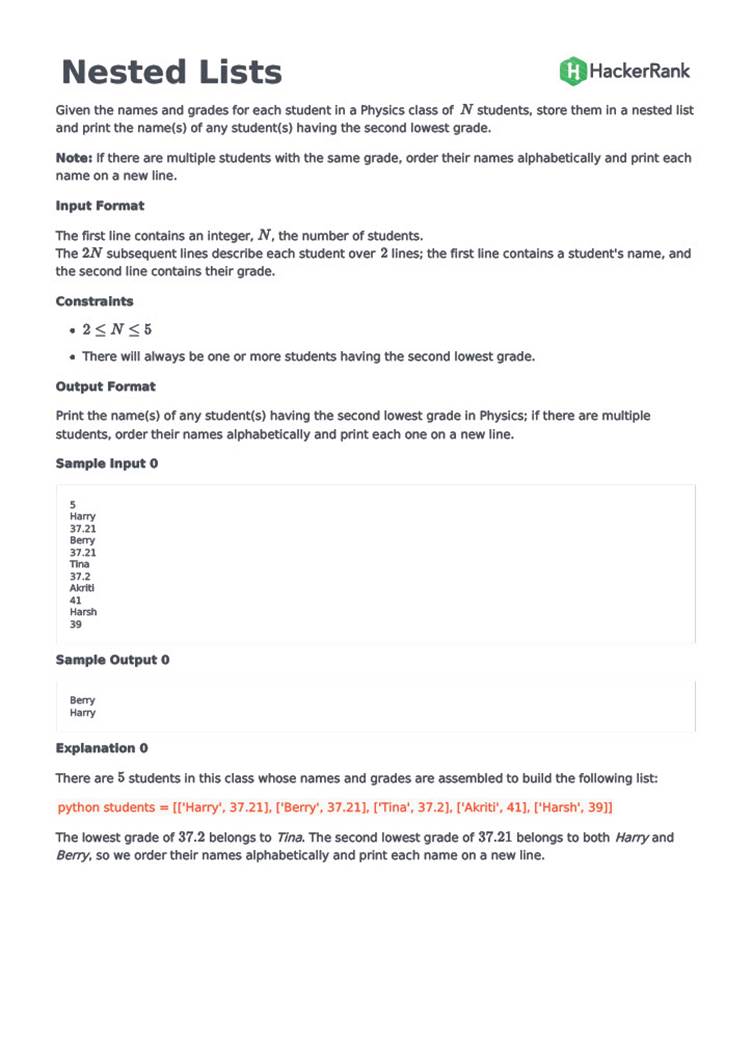 Nested Lists
HackerRank
Given the names and grades for each student in a Physics class of N students, store them in a nested list
and print the name(s) of any student(s) having the second lowest grade.
Note: If there are multiple students with the same grade, order their names alphabetically and print each
name on a new line.
Input Format
The first line contains an integer, N, the number of students.
The 2N subsequent lines describe each student over 2 lines; the first line contains a student's name, and
the second line contains their grade.
Constraints
• 2 ≤ N ≤ 5
• There will always be one or more students having the second lowest grade.
Output Format
Print the name(s) of any student(s) having the second lowest grade in Physics; if there are multiple
students, order their names alphabetically and print each one on a new line.
Sample Input 0
5
Harry
37.21
Berry
37.21
Tina
37.2
Akriti
41
Harsh
39
Sample Output 0
Berry
Harry
Explanation 0
There are 5 students in this class whose names and grades are assembled to build the following list:
python students = [['Harry', 37.21], ['Berry', 37.21], ['Tina', 37.2], ['Akriti', 41], ['Harsh', 39]]
The lowest grade of 37.2 belongs to Tina. The second lowest grade of 37.21 belongs to both Harry and
Berry, so we order their names alphabetically and print each name on a new line.